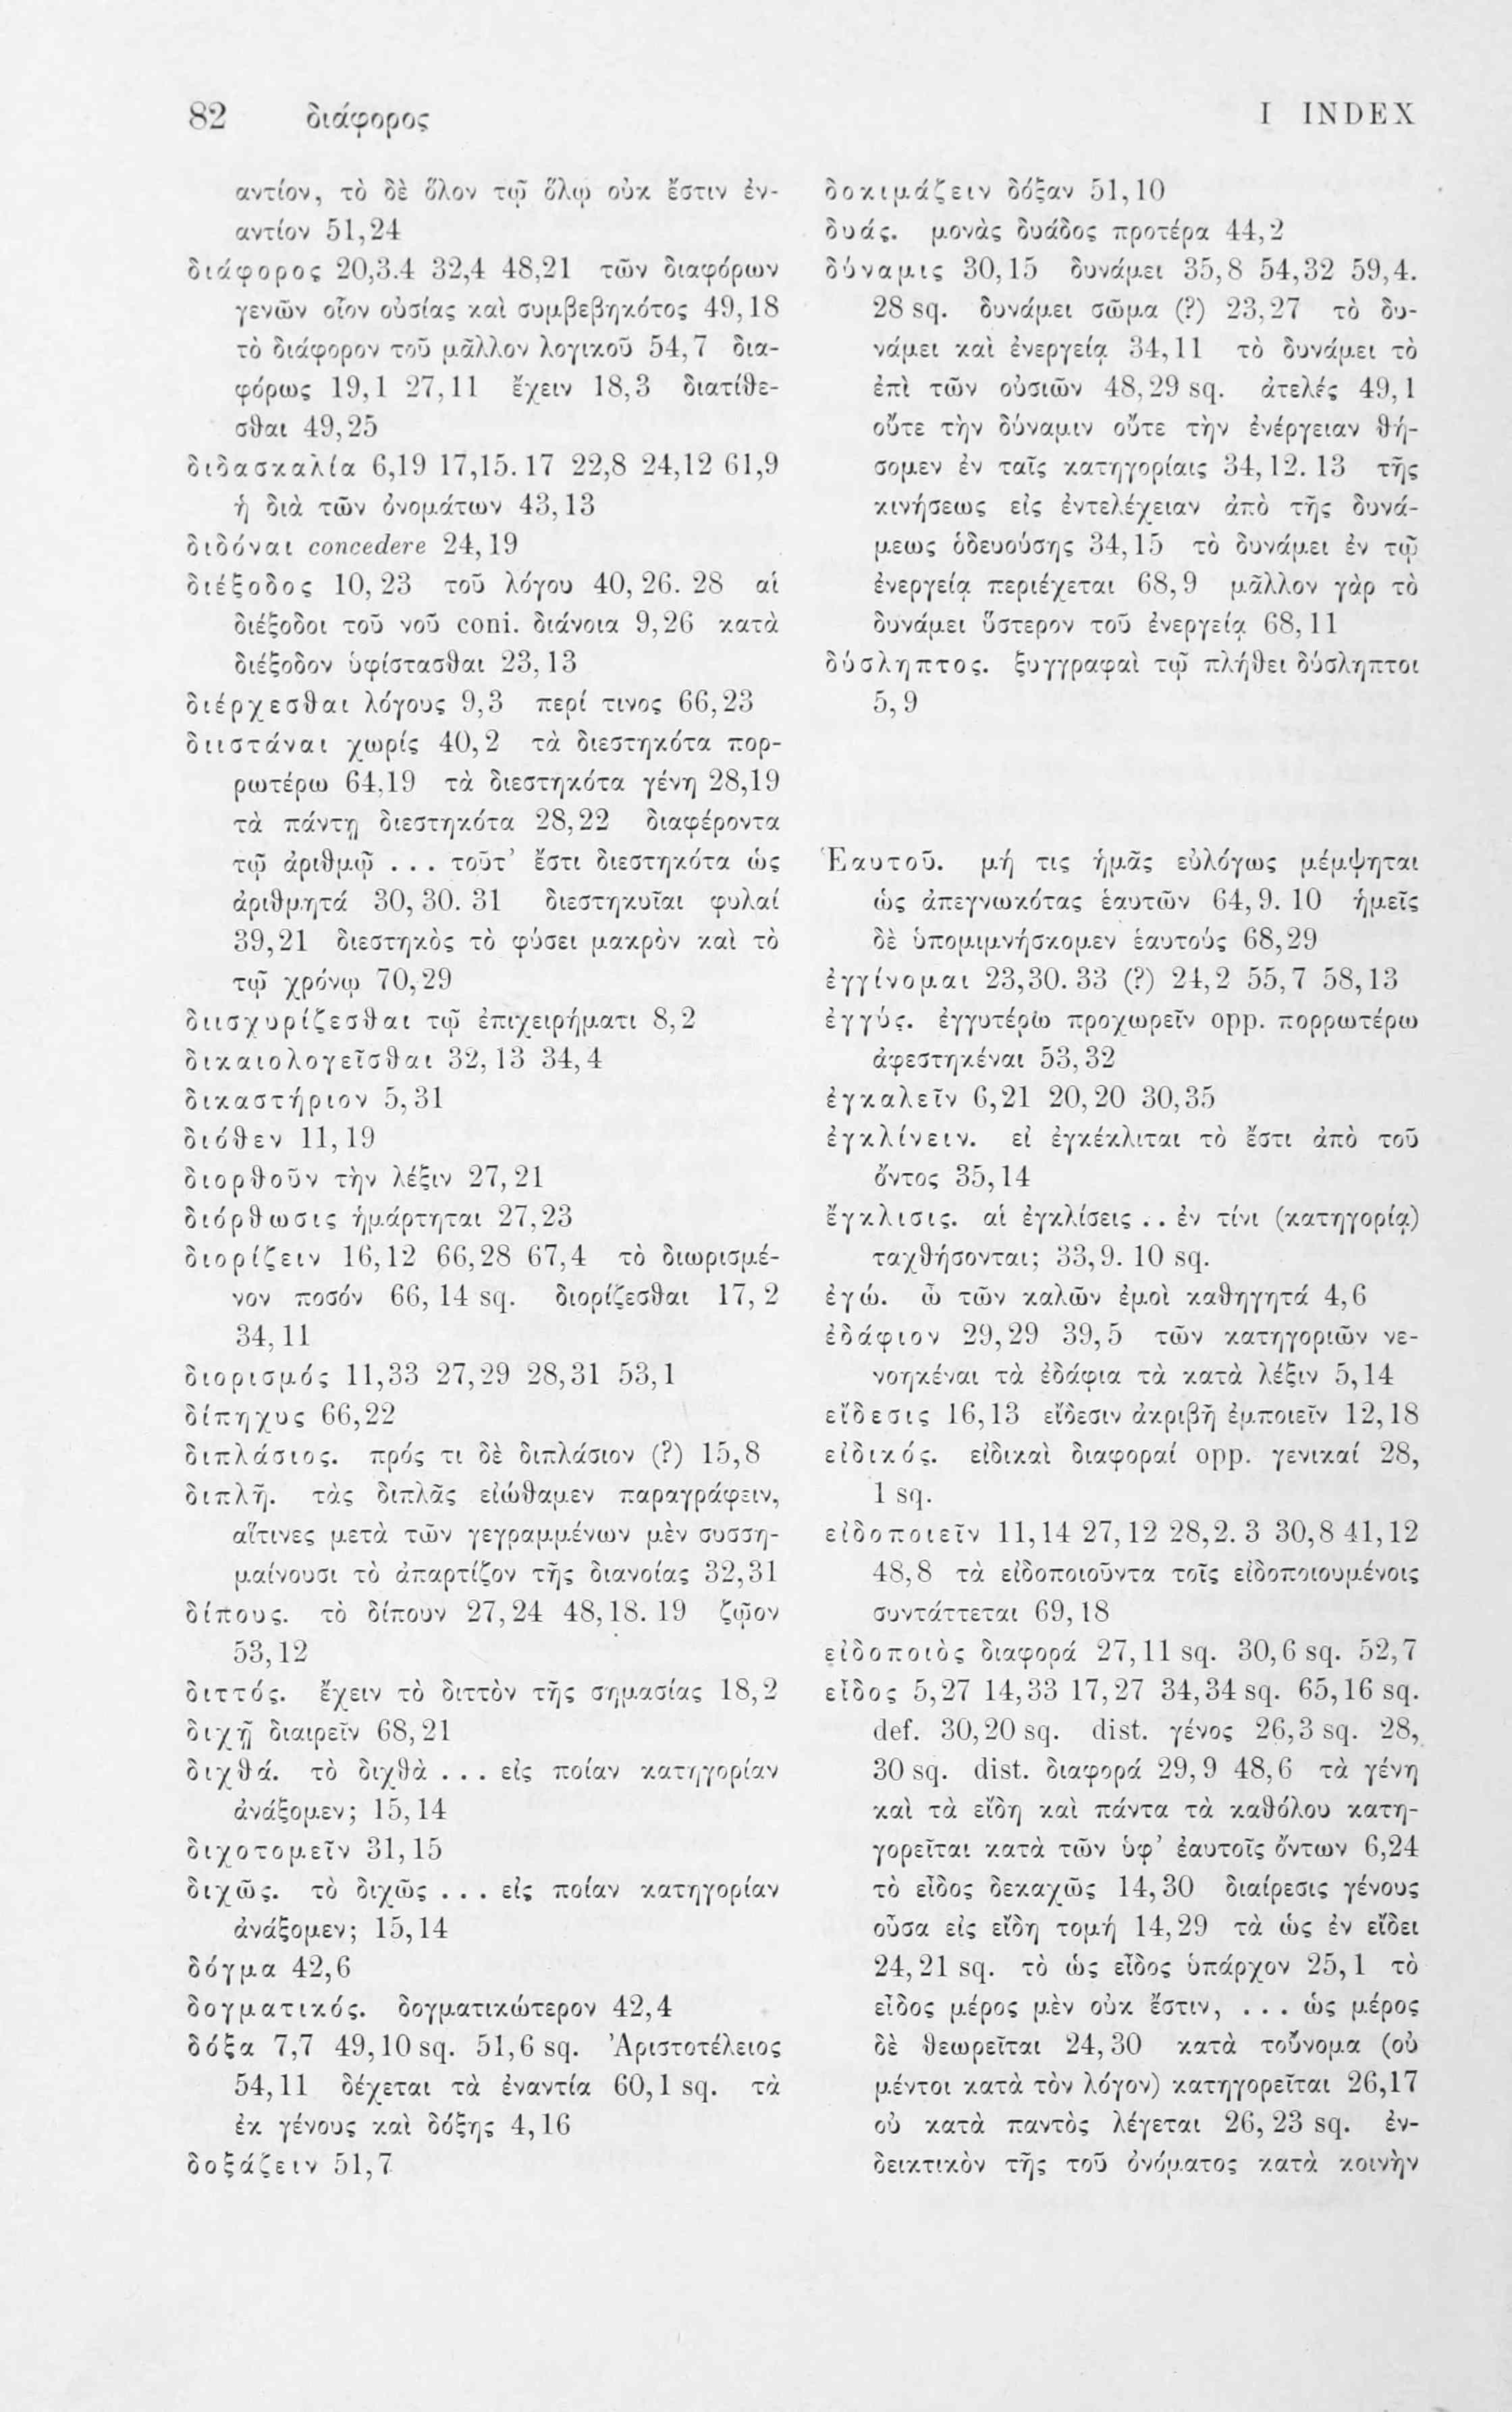 82 διάφορος I INDEX
αντίον, τὸ δὲ ὅλον τῷ ὅλῳ οὐκ ἔστιν ἐν-
αντίον 51,24
διάφορος 20,3.4 32,4 48,21 τῶν διαφόρων
γενῶν οἷον οὐσίας καὶ συμβεβηκότος 49,18
τὸ διάφορον τοῦ μᾶλλον λογικοῦ 54,7 δια-
φόρως 19,1 27,11 ἔχειν 18,3 διατίθε-
σθαι 49,25
διδασκαλία 6,19 17,15.17 22,8 24,12 61,9
ἡ διὰ τῶν ὀνομάτων 43,13
διδόναι concedere 24,19
διέξοδος 10,23 τοῦ λόγου 40,26.28 αἱ
διέξοδοι τοῦ νοῦ coni. διάνοια 9,26 κατὰ
διέξοδον ὑφίστασθαι 23,13
διέρχεσθαι λόγους 9,3 περί τινος 66,23
διιστάναι χωρίς 40,2 τὰ διεστηκότα πορ-
ρωτέρω 64,19 τὰ διεστηκότα γένη 28,19
τὰ πάντῃ διεστηκότα 28,22 διαφέροντα
τῷ ἀριθμῷ ... τοῦτ’ ἔστι διεστηκότα ὡς
ἀριθμητά 30,30.31 διεστηκυῖαι φυλαί
39,21 διεστηκὸς τὸ φύσει μακρὸν καὶ τὸ
τῷ χρόνῳ 70,29
διισχυρίζεσθαι τῷ ἐπιχειρήματι 8,2
δικαιολογεῖσθαι 32,13 34,4
δικαστήριον 5,31
διόθεν 11,19
διορθοῦν τὴν λέξιν 27,21
διόρθωσις ἡμάρτηται 27,23
διορίζειν 16,12 66,28 67,4 τὸ διωρισμέ-
νον ποσόν 66,14 sq. διορίζεσθαι 17,2
34,11
διορισμός 11,33 27,29 28,31 53,1
δίπηχυς 66,22
διπλάσιος. πρός τι δὲ διπλάσιον (?) 15,8
διπλῆ. τὰς διπλᾶς εἰώθαμεν παραγράφειν,
αἵτινες μετὰ τῶν γεγραμμένων μὲν συσση-
μαίνουσι τὸ ἀπαρτίζον τῆς διανοίας 32,31
δίπους. τὸ δίπουν 27,24 48,18.19 ζῷον
53,12
διττός. ἔχειν τὸ διττὸν τῆς σημασίας 18,2
διχῇ διαιρεῖν 68,21
διχθά. τὸ διχθὰ ... εἰς ποίαν κατηγορίαν
ἀνάξομεν; 15,14
διχοτομεῖν 31,15
διχῶς. τὸ διχῶς ... εἰς ποίαν κατηγορίαν
ἀνάξομεν; 15,14
δόγμα 42,6
δογματικός. δογματικώτερον 42,4
δόξα 7,7 49,10 sq. 51,6 sq. Ἀριστοτέλειος
54,11 δέχεται τὰ ἐναντία 60,1 sq. τὰ
ἐκ γένους καὶ δόξης 4,16
δοξάζειν 51,7
δοκιμάζειν δόξαν 51,10
δυάς. μονὰς δυάδος προτέρα 44,2
δύναμις 30,15 δυνάμει 35,8 54,32 59,4.
28 sq. δυνάμει σῶμα (?) 23,27 τὸ δυ-
νάμει καὶ ἐνεργείᾳ 34,11 τὸ δυνάμει τὸ
ἐπὶ τῶν οὐσιῶν 48,29 sq. ἀτελές 49,1
οὔτε τὴν δύναμιν οὔτε τὴν ἐνέργειαν θή-
σομεν ἐν ταῖς κατηγορίαις 34,12.13 τῆς
κινήσεως εἰς ἐντελέχειαν ἀπὸ τῆς δυνά-
μεως ὁδευούσης 34,15 τὸ δυνάμει ἐν τῷ
ἐνεργείᾳ περιέχεται 68,9 μᾶλλον γὰρ τὸ
δυνάμει ὕστερον τοῦ ἐνεργείᾳ 68,11
δύσληπτος. ξυγγραφαὶ τῷ πλήθει δύσληπτοι
5,9
Ἑαυτοῦ. μή τις ἡμᾶς εὐλόγως μέμψηται
ὡς ἀπεγνωκότας ἑαυτῶν 64,9.10 ἡμεῖς
δὲ ὑπομιμνήσκομεν ἑαυτούς 68,29
ἐγγίνομαι 23,30.33 (?) 24,2 55,7 58,13
ἐγγύς. ἐγγυτέρω προχωρεῖν opp. πορρωτέρω
ἀφεστηκέναι 53,32
ἐγκαλεῖν 6,21 20,20 30,35
ἐγκλίνειν. εἰ ἐγκέκλιται τὸ ἔστι ἀπὸ τοῦ
ὄντος 35,14
ἔγκλισις. αἱ ἐγκλίσεις .. ἐν τίνι (κατηγορίᾳ)
ταχθήσονται; 33,9.10 sq.
ἐγώ. ὦ τῶν καλῶν ἐμοὶ καθηγητά 4,6
ἐδάφιον 29,29 39,5 τῶν κατηγοριῶν νε-
νοηκέναι τὰ ἐδάφια τὰ κατὰ λέξιν 5,14
εἴδεσις 16,13 εἴδεσιν ἀκριβῆ ἐμποιεῖν 12,18
εἰδικός. εἰδικαὶ διαφοραί opp. γενικαί 28,
1 sq.
εἰδοποιεῖν 11,14 27,12 28,2.3 30,8 41,12
48,8 τὰ εἰδοποιοῦντα τοῖς εἰδοποιουμένοις
συντάττεται 69,18
εἰδοποιὸς διαφορά 27,11 sq. 30,6 sq. 52,7
εἶδος 5,27 14,33 17,27 34,34 sq. 65,16 sq.
def. 30,20 sq. dist. γένος 26,3 sq. 28,
30 sq. dist. διαφορά 29,9 48,6 τὰ γένη
καὶ τὰ εἴδη καὶ πάντα τὰ καθόλου κατη-
γορεῖται κατὰ τῶν ὑφ’ ἑαυτοῖς ὄντων 6,24
τὸ εἶδος δεκαχῶς 14,30 διαίρεσις γένους
οὖσα εἰς εἴδη τομή 14,29 τὰ ὡς ἐν εἴδει
24,21 sq. τὸ ὡς εἶδος ὑπάρχον 25,1 τὸ
εἶδος μέρος μὲν οὐκ ἔστιν, ... ὡς μέρος
δὲ θεωρεῖται 24,30 κατὰ τοὔνομα (οὐ
μέντοι κατὰ τὸν λόγον) κατηγορεῖται 26,17
οὐ κατὰ παντὸς λέγεται 26,23 sq. ἐν-
δεικτικὸν τῆς τοῦ ὀνόματος κατὰ κοινὴν